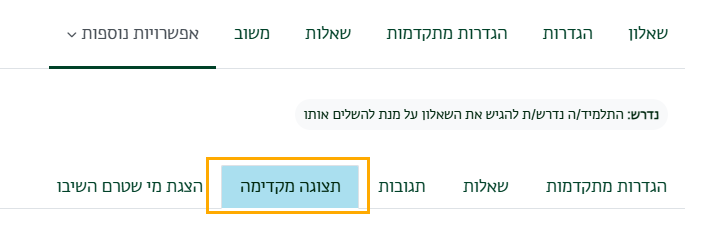 שאלון הגדרות הגדרות מתקדמות שאלות משוב אפשרויות נוספות
נדרש: התלמיד/ה נדרש/ת להגיש את השאלון על מנת להשלים אותו
הגדרות מתקדמות שאלות תגובות תצוגה מקדימה הצגת מי שטרם השיבו